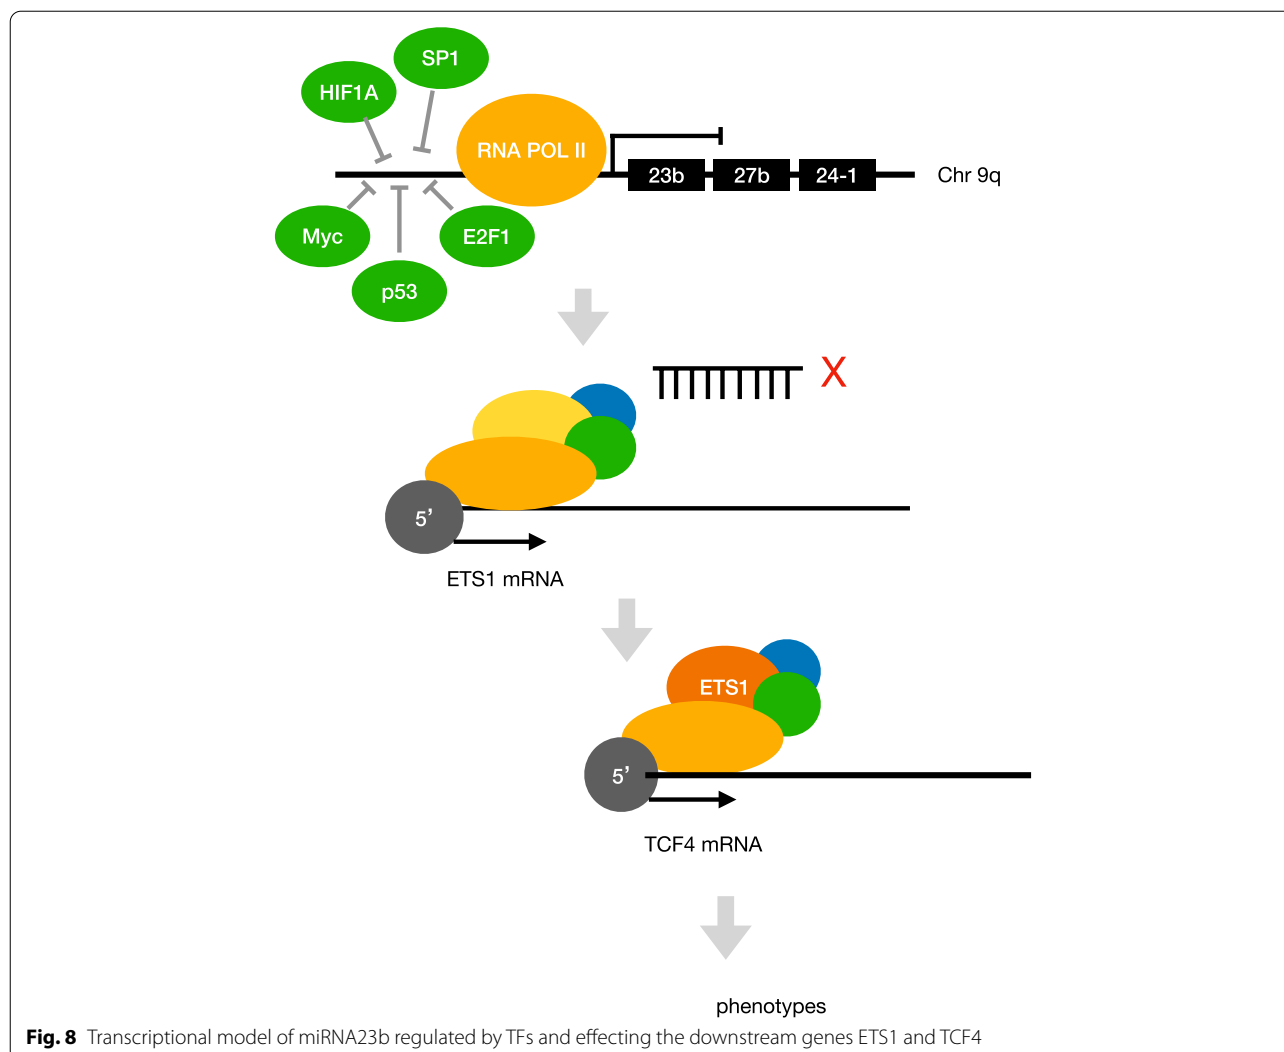 SP1
HIF1A
RNA POL II
23b
27b
24-1
Chr 9q
Myc
E2F1
p53
X
5’
ETS1 mRNA
ETS1
5’
TCF4 mRNA
phenotypes
Fig. 8 Transcriptional model of miRNA23b regulated by TFs and effecting the downstream genes ETS1 and TCF4